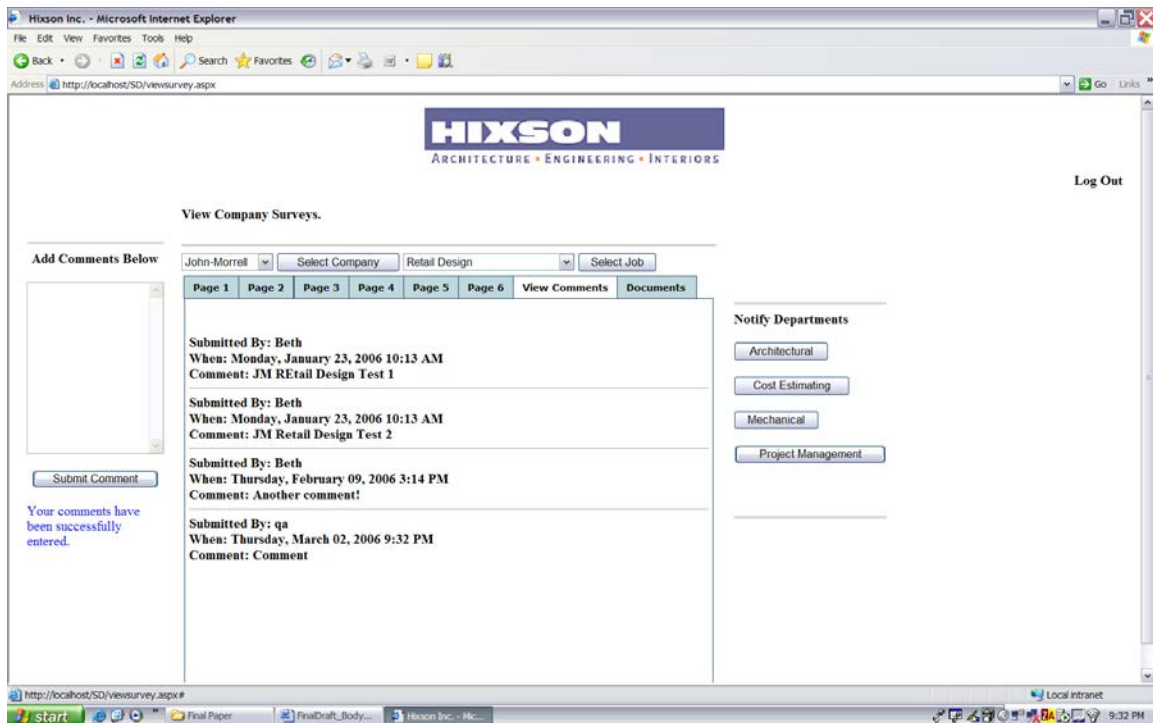 Hixson Inc. - Microsoft Internet Explorer
File Edit View Favorites Tools Help
Back Search Favorites
Address http://localhost/SD/viewsurvey.aspx Go Links »
HIXSON
ARCHITECTURE • ENGINEERING • INTERIORS
Log Out
View Company Surveys.
Add Comments Below
John-Morrell Select Company Retail Design Select Job
Page 1 Page 2 Page 3 Page 4 Page 5 Page 6 View Comments Documents
Submitted By: Beth
When: Monday, January 23, 2006 10:13 AM
Comment: JM REtail Design Test 1
Submitted By: Beth
When: Monday, January 23, 2006 10:13 AM
Comment: JM Retail Design Test 2
Submitted By: Beth
When: Thursday, February 09, 2006 3:14 PM
Comment: Another comment!
Submitted By: qa
When: Thursday, March 02, 2006 9:32 PM
Comment: Comment
Submit Comment
Your comments have
been successfully
entered.
Notify Departments
Architectural
Cost Estimating
Mechanical
Project Management
http://localhost/SD/viewsurvey.aspx# Local intranet
start Final Paper FinalDraft_Body... Hixson Inc. - Mic... 9:32 PM